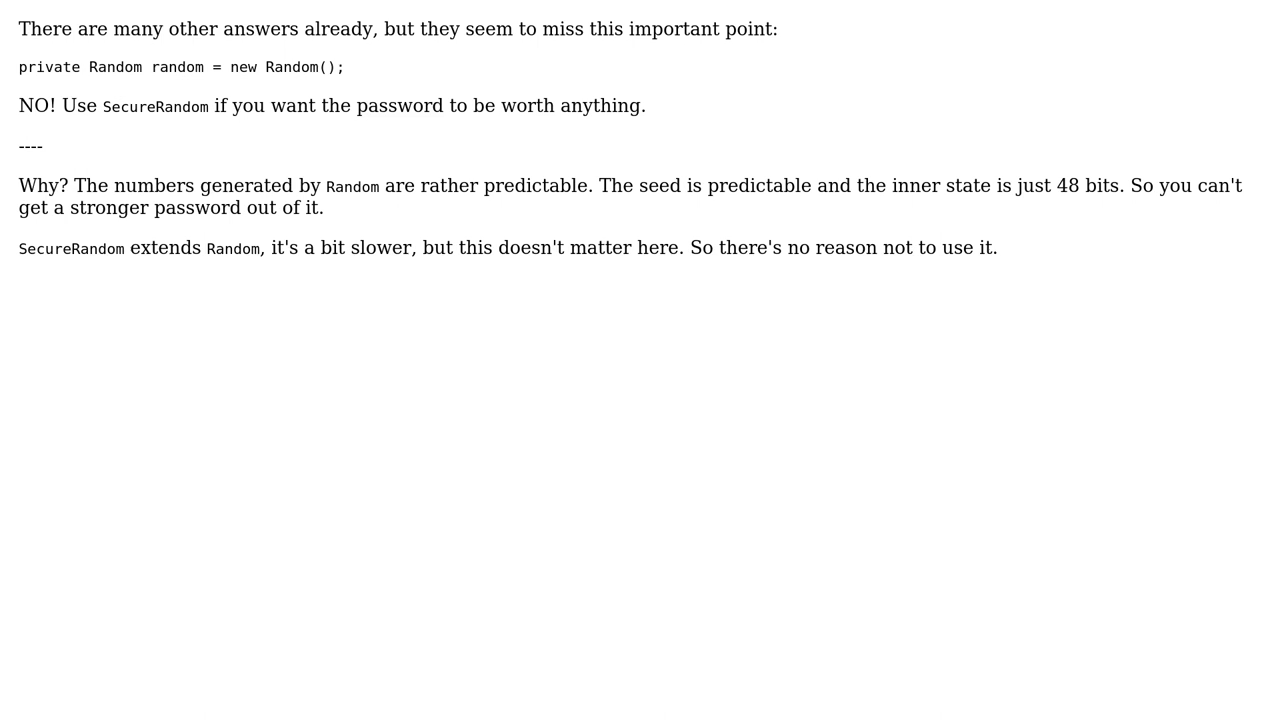 There are many other answers already, but they seem to miss this important point:
private Random random = new Random();
NO! Use SecureRandom if you want the password to be worth anything.
----
Why? The numbers generated by Random are rather predictable. The seed is predictable and the inner state is just 48 bits. So you can't
get a stronger password out of it.
SecureRandom extends Random, it's a bit slower, but this doesn't matter here. So there's no reason not to use it.